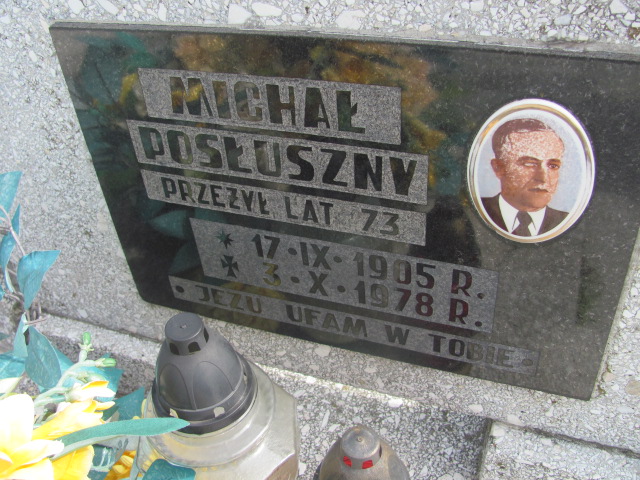 MICHAŁ
POSŁUSZNY
PRZEŻYŁ LAT 73
* 17·IX·1905 R.
✠ 3·X·1978 R.
· JEZU UFAM W TOBIE ·